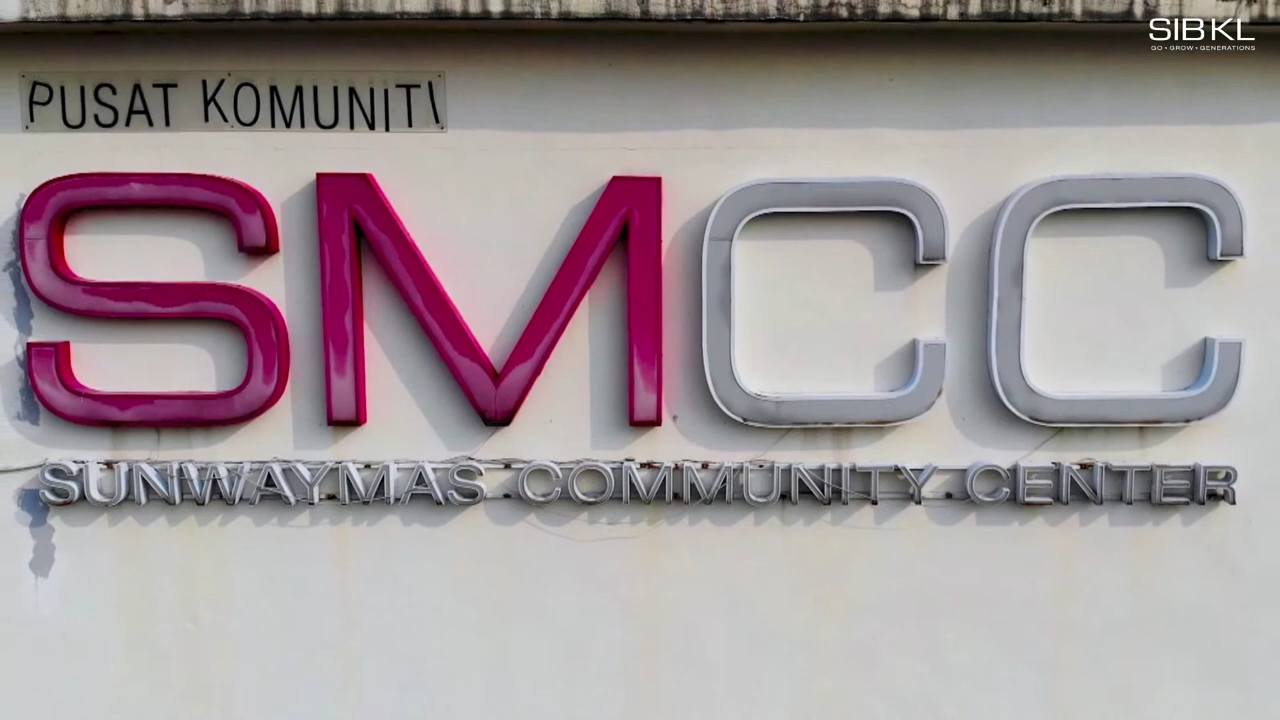 SIBKL
GO • GROW • GENERATIONS
PUSAT KOMUNITI
SMCC
SUNWAYMAS COMMUNITY CENTER